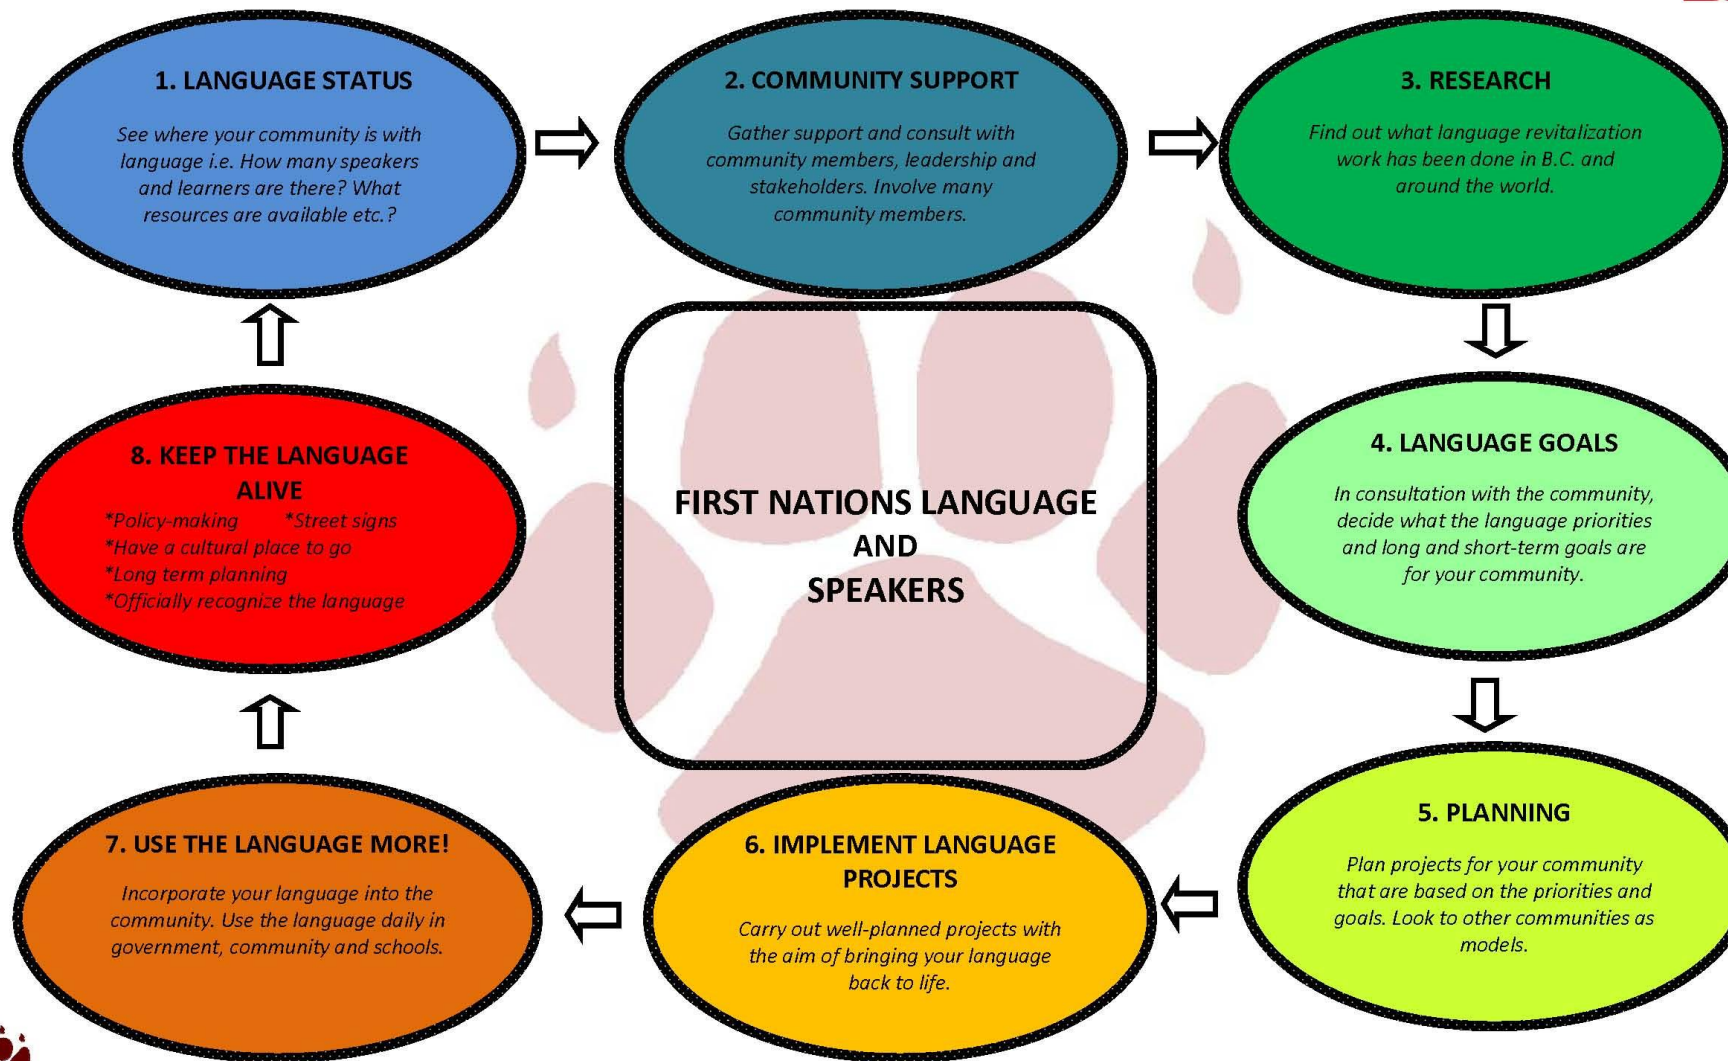 1. LANGUAGE STATUS
See where your community is with
language i.e. How many speakers
and learners are there? What
resources are available etc.?
2. COMMUNITY SUPPORT
Gather support and consult with
community members, leadership and
stakeholders. Involve many
community members.
3. RESEARCH
Find out what language revitalization
work has been done in B.C. and
around the world.
4. LANGUAGE GOALS
In consultation with the community,
decide what the language priorities
and long and short-term goals are
for your community.
5. PLANNING
Plan projects for your community
that are based on the priorities and
goals. Look to other communities as
models.
6. IMPLEMENT LANGUAGE
PROJECTS
Carry out well-planned projects with
the aim of bringing your language
back to life.
7. USE THE LANGUAGE MORE!
Incorporate your language into the
community. Use the language daily in
government, community and schools.
8. KEEP THE LANGUAGE
ALIVE
*Policy-making *Street signs
*Have a cultural place to go
*Long term planning
*Officially recognize the language
FIRST NATIONS LANGUAGE
AND
SPEAKERS